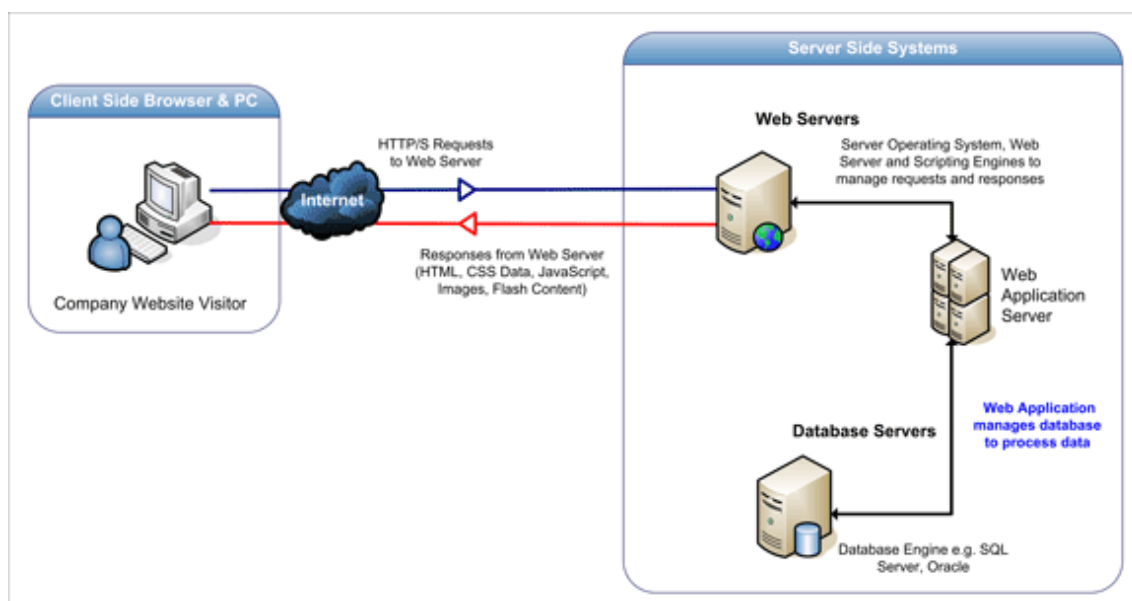 Server Side Systems
Client Side Browser & PC
HTTP/S Requests
to Web Server
Internet
Responses from Web Server
(HTML, CSS Data, JavaScript,
Images, Flash Content)
Company Website Visitor
Web Servers
Server Operating System, Web
Server and Scripting Engines to
manage requests and responses
Web
Application
Server
Web Application
manages database
to process data
Database Servers
Database Engine e.g. SQL
Server, Oracle